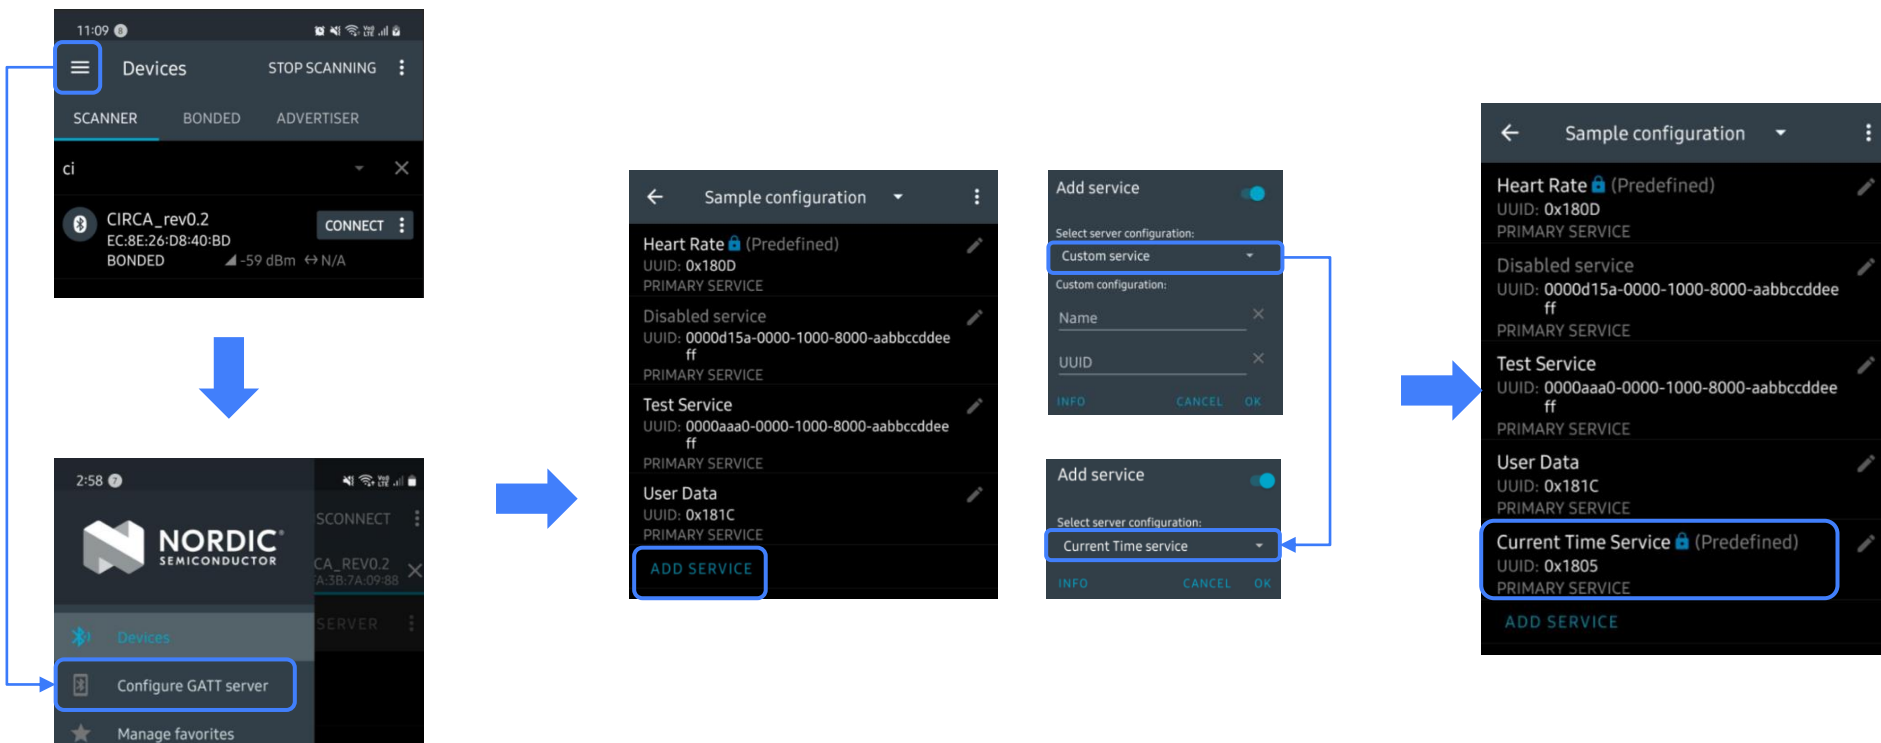 11:09 8
Devices
STOP SCANNING
SCANNER BONDED ADVERTISER
ci
CIRCA_rev0.2
EC:8E:26:D8:40:BD
BONDED -59 dBm N/A
CONNECT
2:58 7
NORDIC
SEMICONDUCTOR
SCONNECT
CA_REV0.2
A:3B:7A:09:88
SERVER
Devices
Configure GATT server
Manage favorites
Sample configuration
Heart Rate (Predefined)
UUID: 0x180D
PRIMARY SERVICE
Disabled service
UUID: 0000d15a-0000-1000-8000-aabbccddee
ff
PRIMARY SERVICE
Test Service
UUID: 0000aaa0-0000-1000-8000-aabbccddee
ff
PRIMARY SERVICE
User Data
UUID: 0x181C
PRIMARY SERVICE
ADD SERVICE
Add service
Select server configuration:
Custom service
Custom configuration:
Name
UUID
INFO CANCEL OK
Add service
Select server configuration:
Current Time service
INFO CANCEL OK
Sample configuration
Heart Rate (Predefined)
UUID: 0x180D
PRIMARY SERVICE
Disabled service
UUID: 0000d15a-0000-1000-8000-aabbccddee
ff
PRIMARY SERVICE
Test Service
UUID: 0000aaa0-0000-1000-8000-aabbccddee
ff
PRIMARY SERVICE
User Data
UUID: 0x181C
PRIMARY SERVICE
Current Time Service (Predefined)
UUID: 0x1805
PRIMARY SERVICE
ADD SERVICE